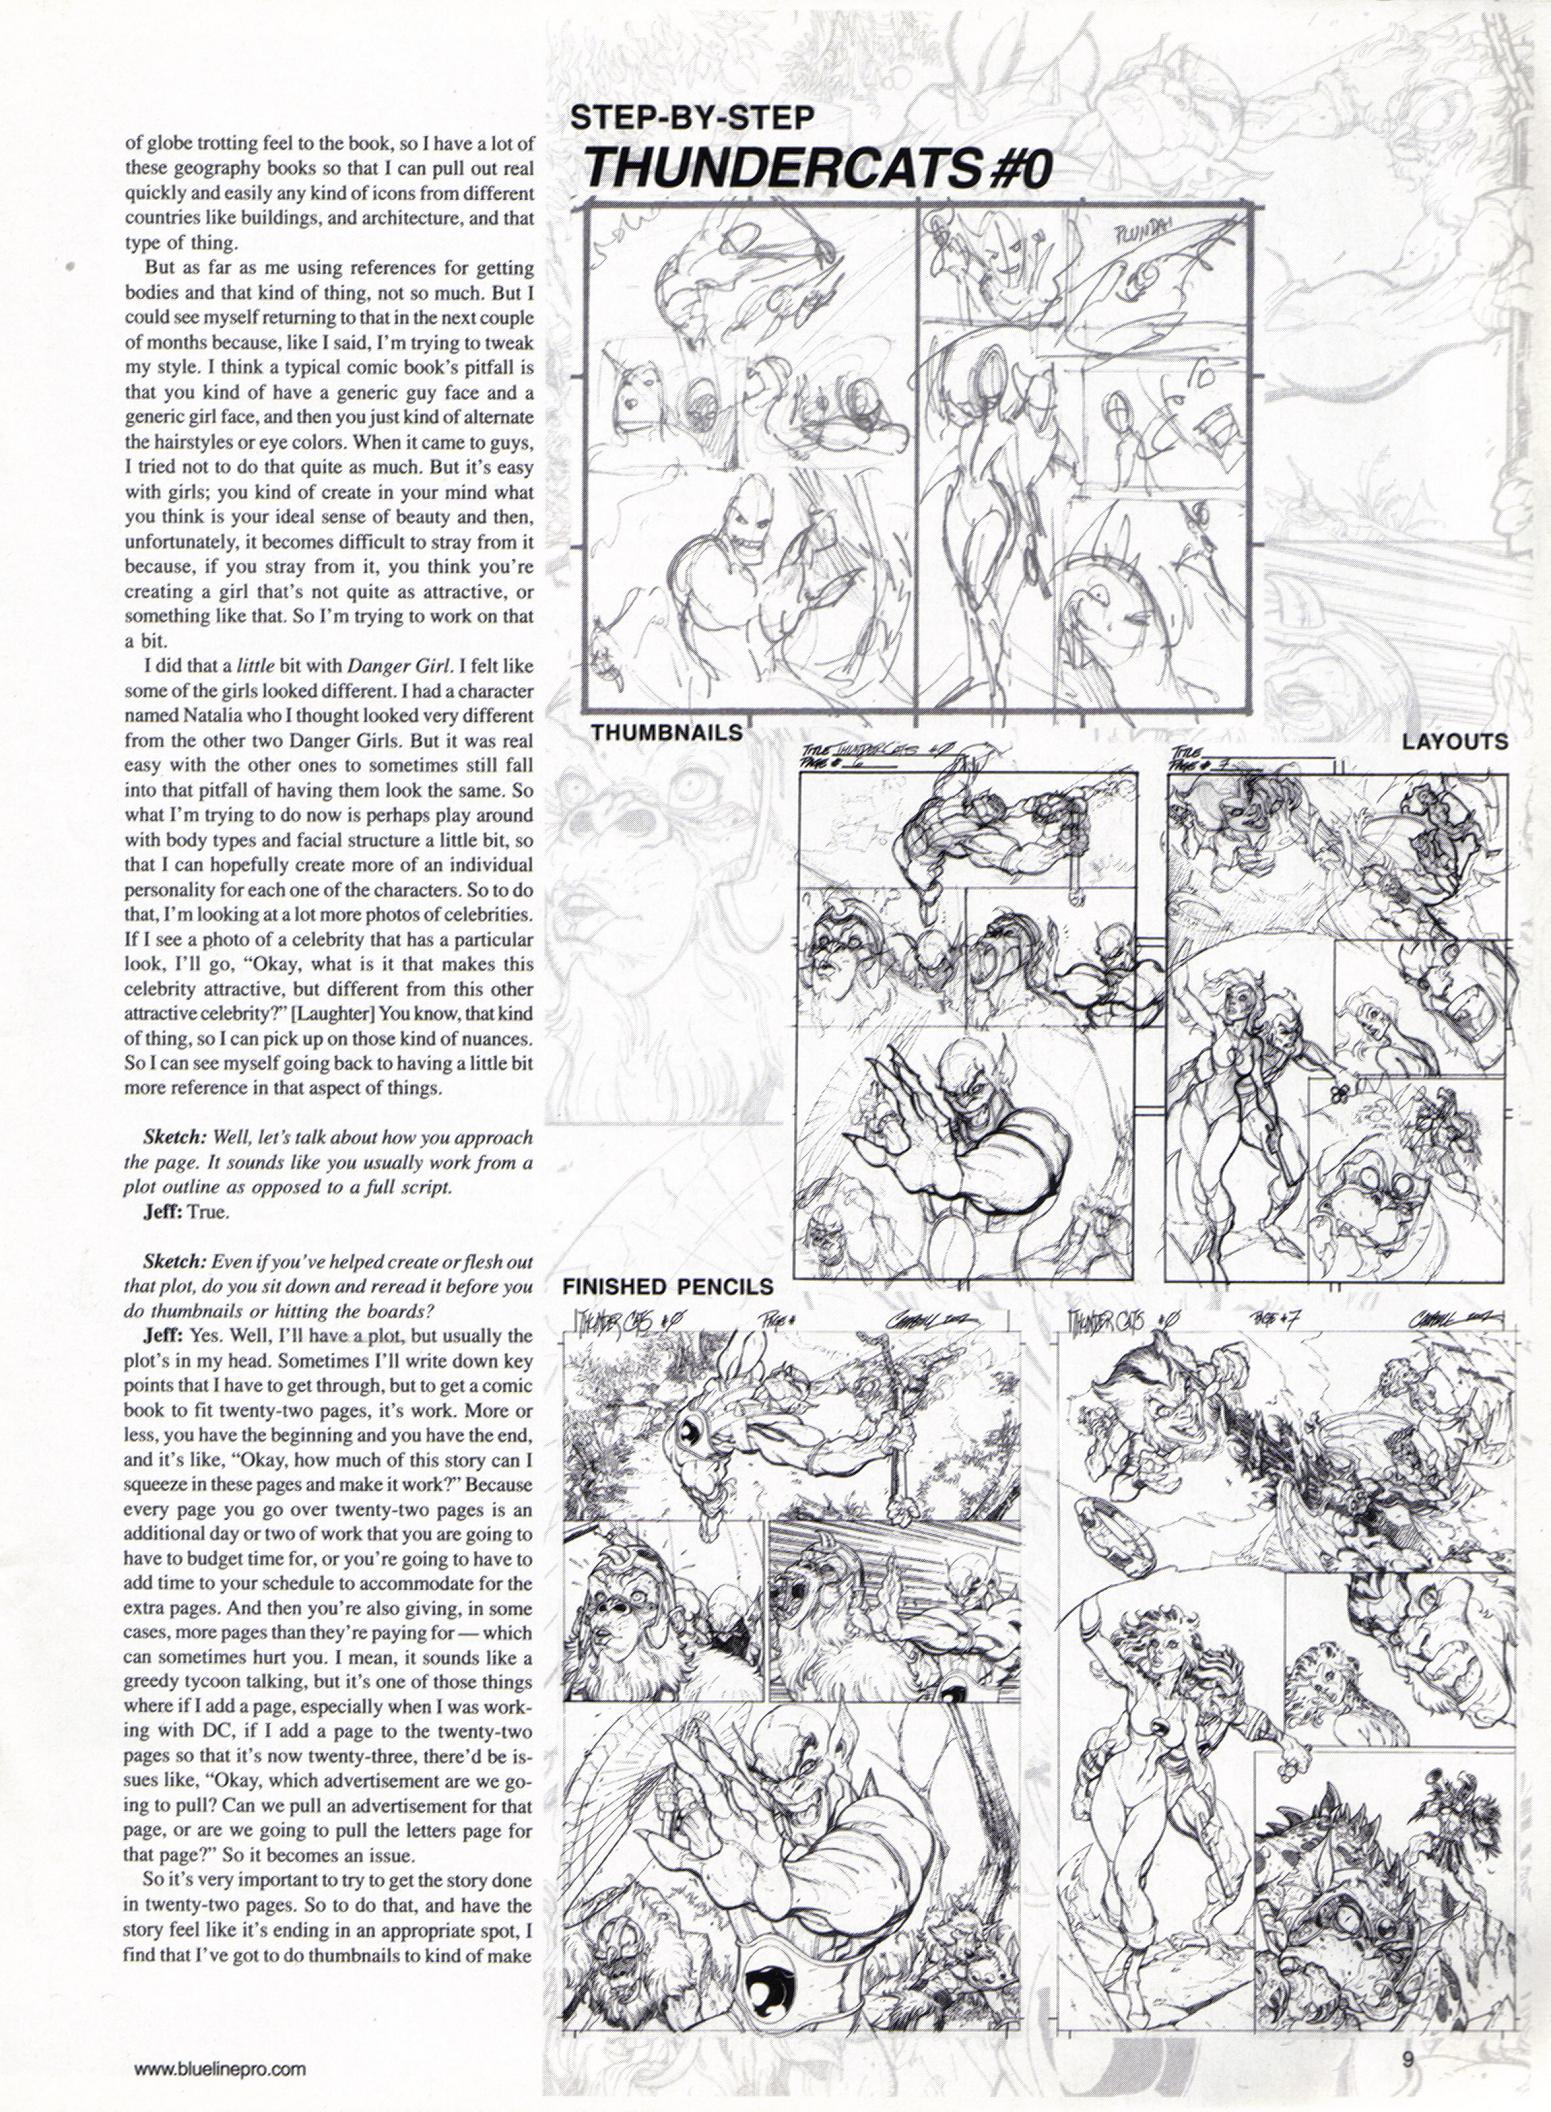 of globe trotting feel to the book, so I have a lot of
these geography books so that I can pull out real
quickly and easily any kind of icons from different
countries like buildings, and architecture, and that
type of thing.
But as far as me using references for getting
bodies and that kind of thing, not so much. But I
could see myself returning to that in the next couple
of months because, like I said, I'm trying to tweak
my style. I think a typical comic book's pitfall is
that you kind of have a generic guy face and a
generic girl face, and then you just kind of alternate
the hairstyles or eye colors. When it came to guys,
I tried not to do that quite as much. But it's easy
with girls; you kind of create in your mind what
you think is your ideal sense of beauty and then,
unfortunately, it becomes difficult to stray from it
because, if you stray from it, you think you're
creating a girl that's not quite as attractive, or
something like that. So I'm trying to work on that
a bit.
I did that a little bit with Danger Girl. I felt like
some of the girls looked different. I had a character
named Natalia who I thought looked very different
from the other two Danger Girls. But it was real
easy with the other ones to sometimes still fall
into that pitfall of having them look the same. So
what I'm trying to do now is perhaps play around
with body types and facial structure a little bit, so
that I can hopefully create more of an individual
personality for each one of the characters. So to do
that, I'm looking at a lot more photos of celebrities.
If I see a photo of a celebrity that has a particular
look, I'll go, "Okay, what is it that makes this
celebrity attractive, but different from this other
attractive celebrity?" [Laughter] You know, that kind
of thing, so I can pick up on those kind of nuances.
So I can see myself going back to having a little bit
more reference in that aspect of things.
Sketch: Well, let's talk about how you approach
the page. It sounds like you usually work from a
plot outline as opposed to a full script.
Jeff: True.
Sketch: Even if you've helped create or flesh out
that plot, do you sit down and reread it before you
do thumbnails or hitting the boards?
Jeff: Yes. Well, I'll have a plot, but usually the
plot's in my head. Sometimes I'll write down key
points that I have to get through, but to get a comic
book to fit twenty-two pages, it's work. More or
less, you have the beginning and you have the end,
and it's like, "Okay, how much of this story can I
squeeze in these pages and make it work?" Because
every page you go over twenty-two pages is an
additional day or two of work that you are going to
have to budget time for, or you're going to have to
add time to your schedule to accommodate for the
extra pages. And then you're also giving, in some
cases, more pages than they're paying for — which
can sometimes hurt you. I mean, it sounds like a
greedy tycoon talking, but it's one of those things
where if I add a page, especially when I was work-
ing with DC, if I add a page to the twenty-two
pages so that it's now twenty-three, there'd be is-
sues like, "Okay, which advertisement are we go-
ing to pull? Can we pull an advertisement for that
page, or are we going to pull the letters page for
that page?" So it becomes an issue.
So it's very important to try to get the story done
in twenty-two pages. So to do that, and have the
story feel like it's ending in an appropriate spot, I
find that I've got to do thumbnails to kind of make
www.bluelinepro.com
STEP-BY-STEP
THUNDERCATS #0
THUMBNAILS
LAYOUTS
TITLE THUNDERCATS #0
PAGE # 6
TITLE
PAGE # 7
FINISHED PENCILS
THUNDERCATS #0 PAGE # CAMPBELL 2002
THUNDERCATS #0 PAGE #7 CAMPBELL 2002
9